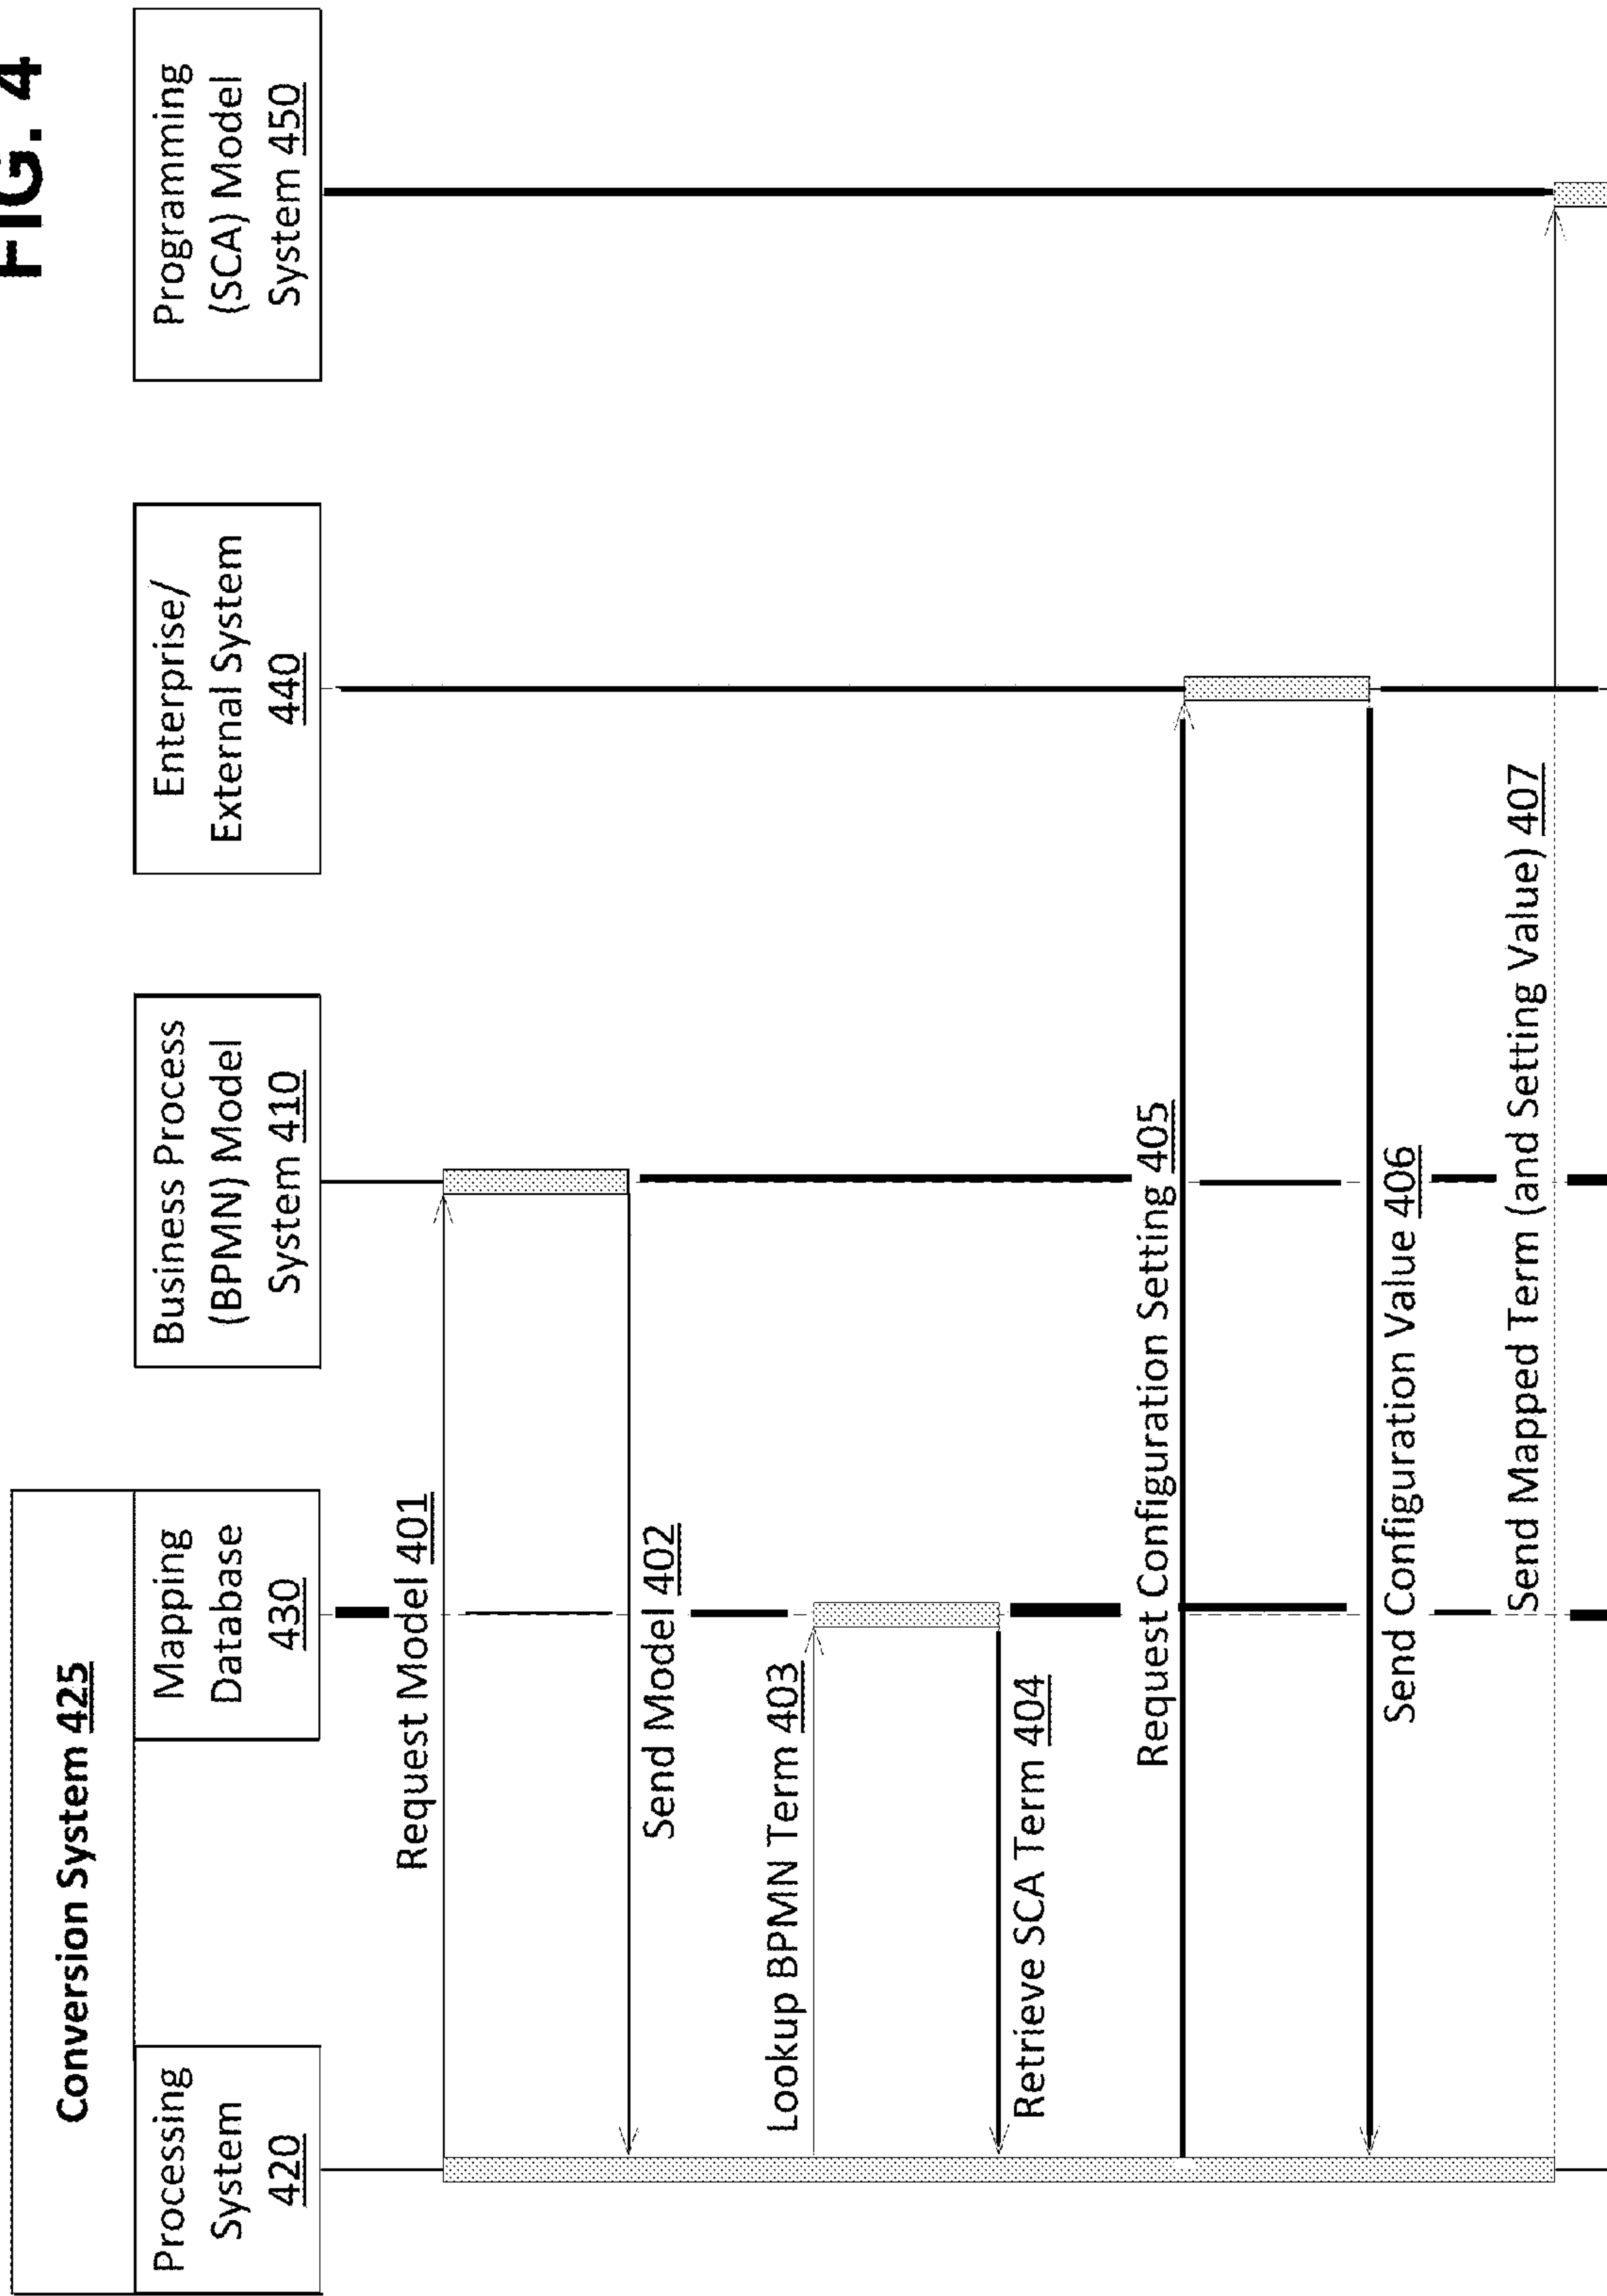 FIG. 4
Conversion System 425
Processing
System
420
Mapping
Database
430
Business Process
(BPMN) Model
System 410
Enterprise/
External System
440
Programming
(SCA) Model
System 450
Request Model 401
Send Model 402
Lookup BPMN Term 403
Retrieve SCA Term 404
Request Configuration Setting 405
Send Configuration Value 406
Send Mapped Term (and Setting Value) 407